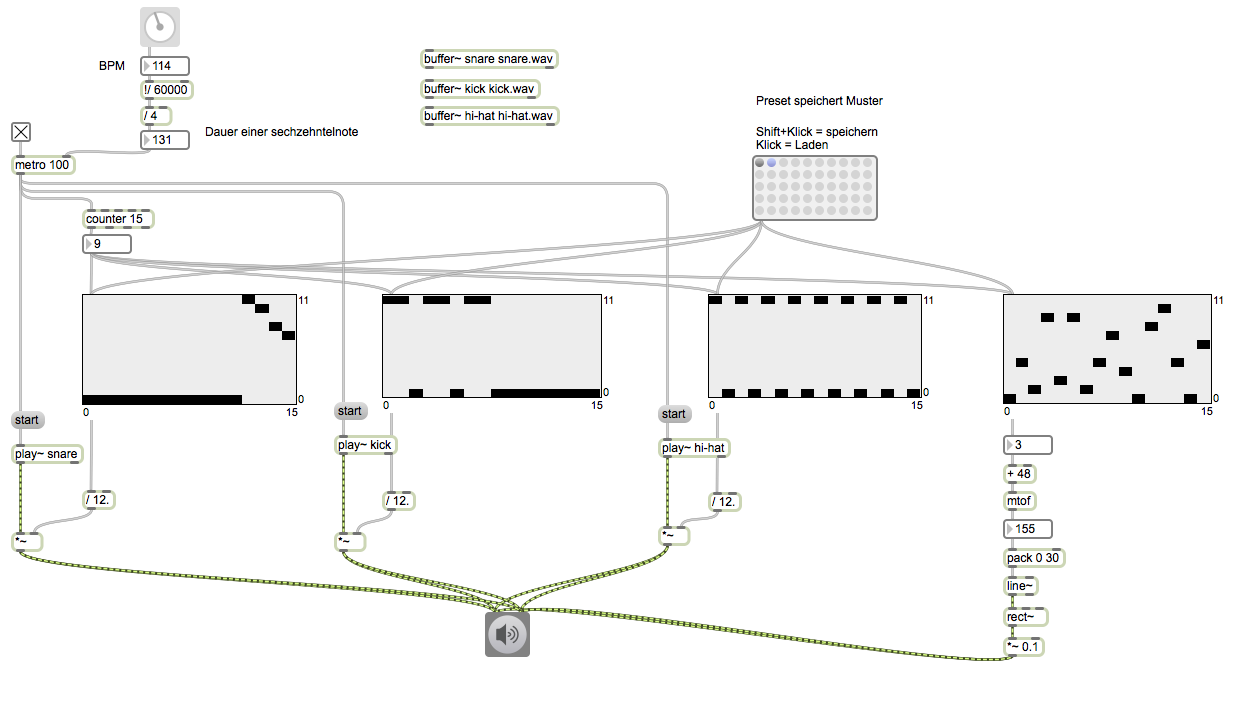 BPM
114
!/ 60000
/ 4
131
Dauer einer sechzehntelnote
metro 100
buffer~ snare snare.wav
buffer~ kick kick.wav
buffer~ hi-hat hi-hat.wav
Preset speichert Muster
Shift+Klick = speichern
Klick = Laden
counter 15
9
11
0
0
15
11
0
0
15
11
0
0
15
11
0
0
15
start
play~ snare
/ 12.
*~
start
play~ kick
/ 12.
*~
start
play~ hi-hat
/ 12.
*~
3
+ 48
mtof
155
pack 0 30
line~
rect~
*~ 0.1